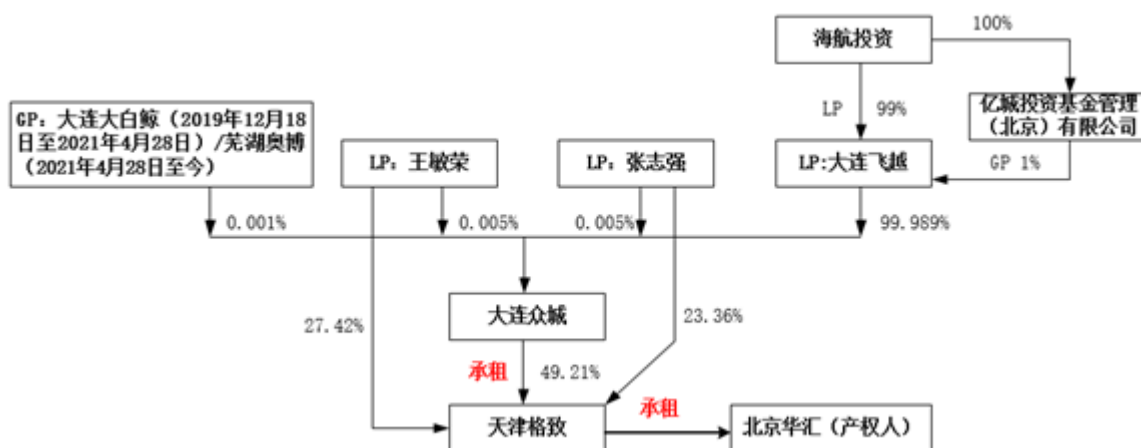 海航投资
100%
LP
99%
亿城投资基金管理
（北京）有限公司
GP：大连大白鲸（2019年12月18
日至2021年4月28日）/芜湖奥博
（2021年4月28日至今）
LP：王敏荣
LP：张志强
LP:大连飞越
GP 1%
0.001%
0.005%
0.005%
99.989%
大连众城
27.42%
23.36%
承租
49.21%
天津格致
承租
北京华汇（产权人）